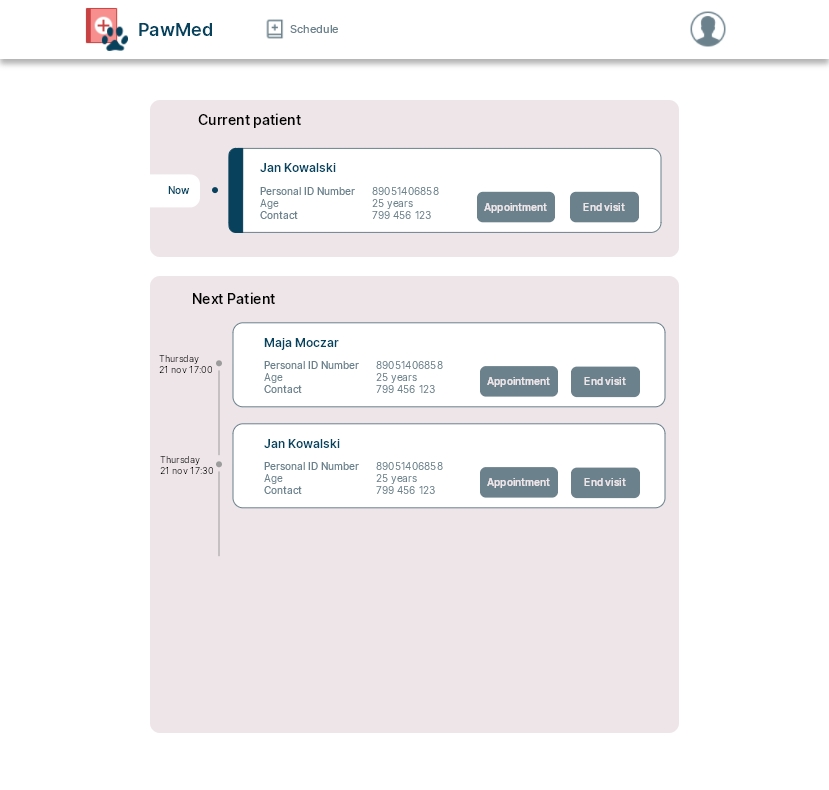 PawMed
Schedule
Current patient
Now
Jan Kowalski
Personal ID Number 89051406858
Age 25 years
Contact 799 456 123
Appointment
End visit
Next Patient
Thursday
21 nov 17:00
Maja Moczar
Personal ID Number 89051406858
Age 25 years
Contact 799 456 123
Appointment
End visit
Thursday
21 nov 17:30
Jan Kowalski
Personal ID Number 89051406858
Age 25 years
Contact 799 456 123
Appointment
End visit